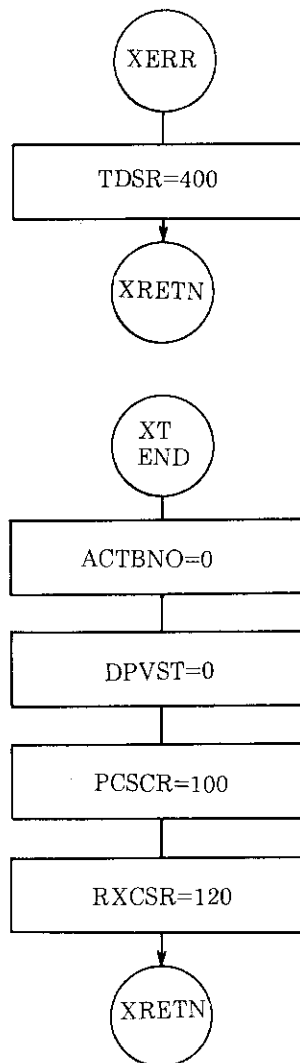 XERR
TDSR=400
XRETN
XT
END
ACTBNO=0
DPVST=0
PCSCR=100
RXCSR=120
XRETN